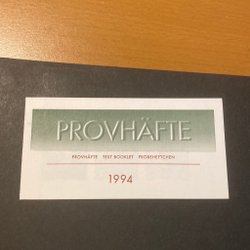 PROVHÄFTE
PROVHÄFTE TEST BOOKLET PROBEHEFTCHEN
1994